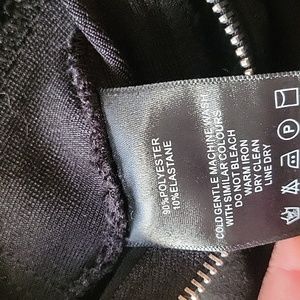 90%POLYESTER
10%ELASTANE
COLD GENTLE MACHINE WASH
WITH SIMILAR COLOURS
DO NOT BLEACH
WARM IRON
DRY CLEAN
LINE DRY